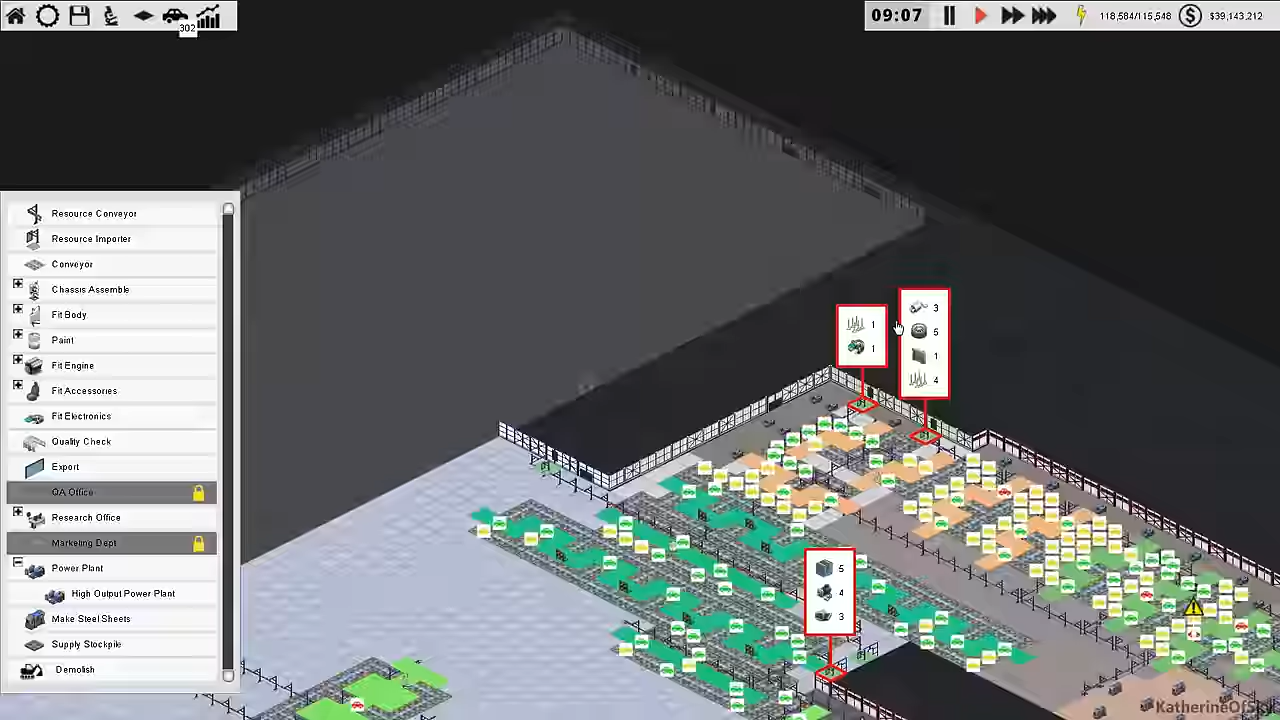 302
09:07
118,584/115,548
$39,143,212
Resource Conveyor
Resource Importer
Conveyor
Chassis Assemble
Fit Body
Paint
Fit Engine
Fit Accessories
Fit Electronics
Quality Check
Export
QA Office
Research Office
Marketing Dept
Power Plant
High Output Power Plant
Make Steel Sheets
Supply Stockpile
Demolish
1
1
3
5
1
4
5
4
3